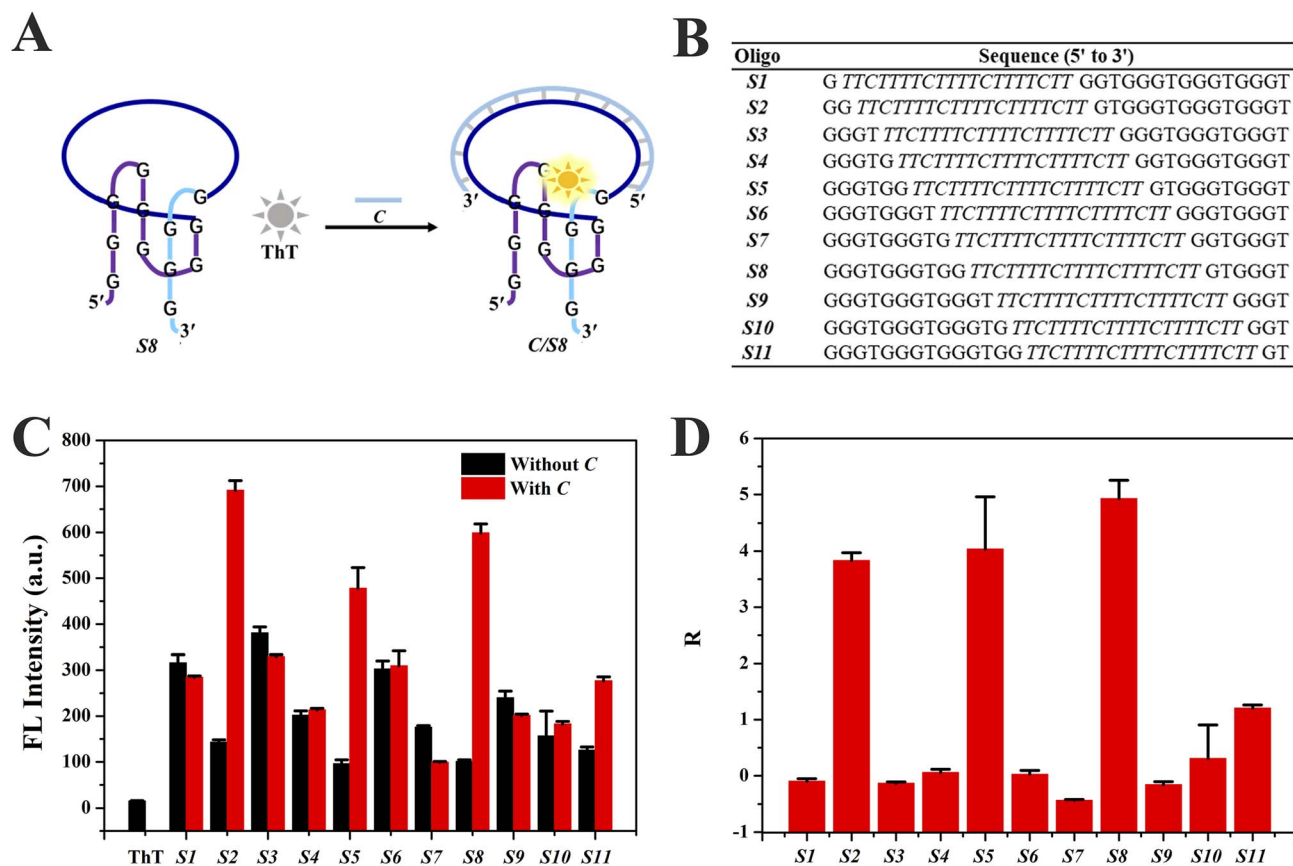 A
G
G
G
G
G
G
G
G
G
G
G
G
5'
3'
S8
ThT
C
3'
5'
G
G
G
G
G
G
G
G
G
G
G
G
5'
3'
C/S8
B
Oligo Sequence (5' to 3')
S1 G TTCTTTTCTTTTCTTTTCTT GGTGGGTGGGTGGGT
S2 GG TTCTTTTCTTTTCTTTTCTT GTGGGTGGGTGGGT
S3 GGGT TTCTTTTCTTTTCTTTTCTT GGGTGGGTGGGT
S4 GGGTG TTCTTTTCTTTTCTTTTCTT GGTGGGTGGGT
S5 GGGTGG TTCTTTTCTTTTCTTTTCTT GTGGGTGGGT
S6 GGGTGGGT TTCTTTTCTTTTCTTTTCTT GGGTGGGT
S7 GGGTGGGTG TTCTTTTCTTTTCTTTTCTT GGTGGGT
S8 GGGTGGGTGG TTCTTTTCTTTTCTTTTCTT GTGGGT
S9 GGGTGGGTGGGT TTCTTTTCTTTTCTTTTCTT GGGT
S10 GGGTGGGTGGGTG TTCTTTTCTTTTCTTTTCTT GGT
S11 GGGTGGGTGGGTGG TTCTTTTCTTTTCTTTTCTT GT
C
FL Intensity (a.u.)
800
700
600
500
400
300
200
100
0
Without C
With C
ThT S1 S2 S3 S4 S5 S6 S7 S8 S9 S10 S11
D
R
6
5
4
3
2
1
0
-1
S1 S2 S3 S4 S5 S6 S7 S8 S9 S10 S11